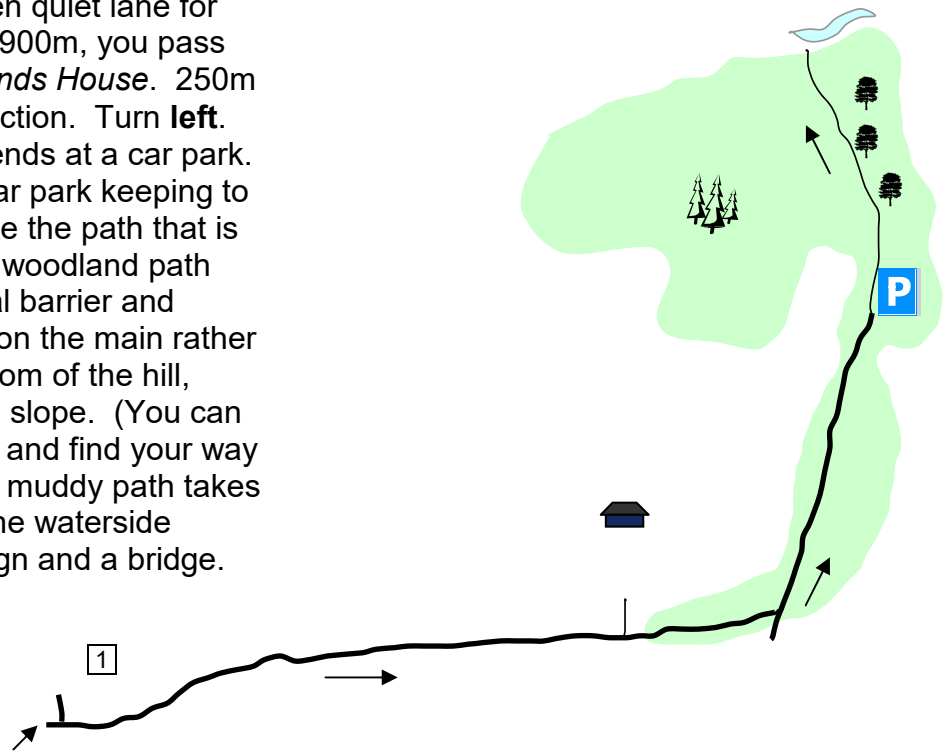 en quiet lane for
900m, you pass
nds House. 250m
ction. Turn left.
ends at a car park.
ar park keeping to
e the path that is
woodland path
al barrier and
on the main rather
om of the hill,
slope. (You can
and find your way
muddy path takes
he waterside
gn and a bridge.
P
1